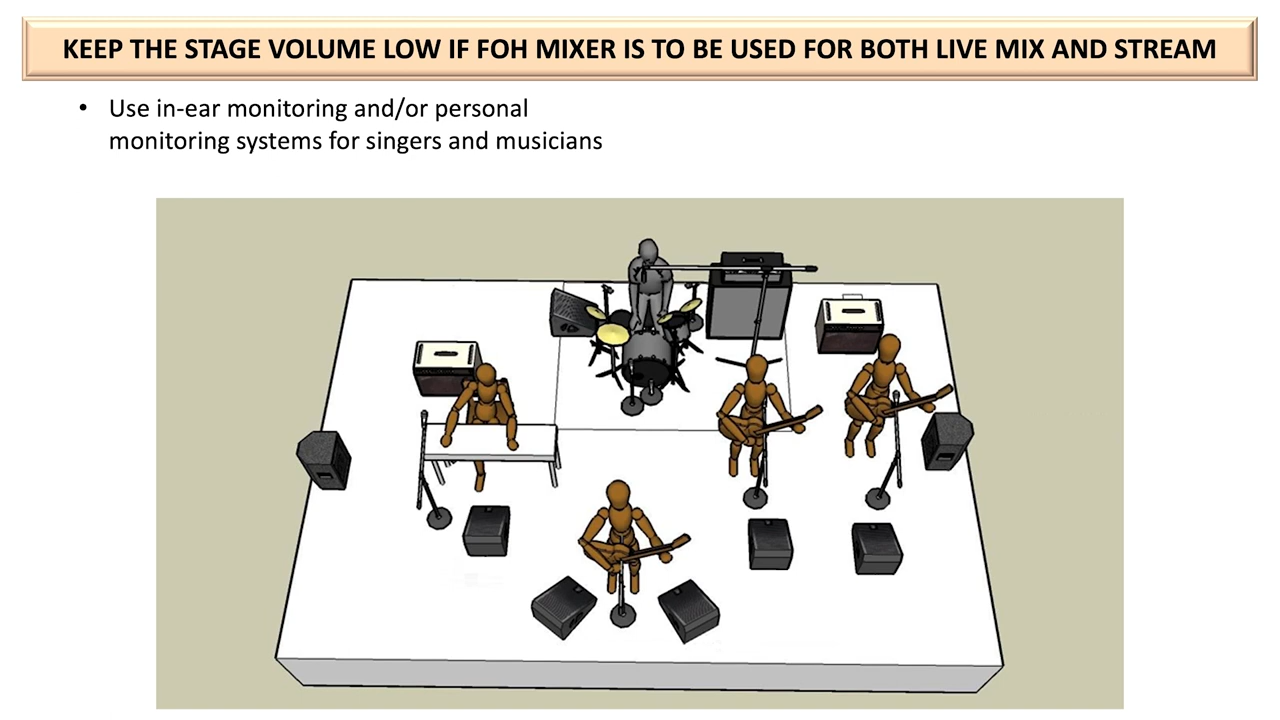 KEEP THE STAGE VOLUME LOW IF FOH MIXER IS TO BE USED FOR BOTH LIVE MIX AND STREAM
• Use in-ear monitoring and/or personal
monitoring systems for singers and musicians